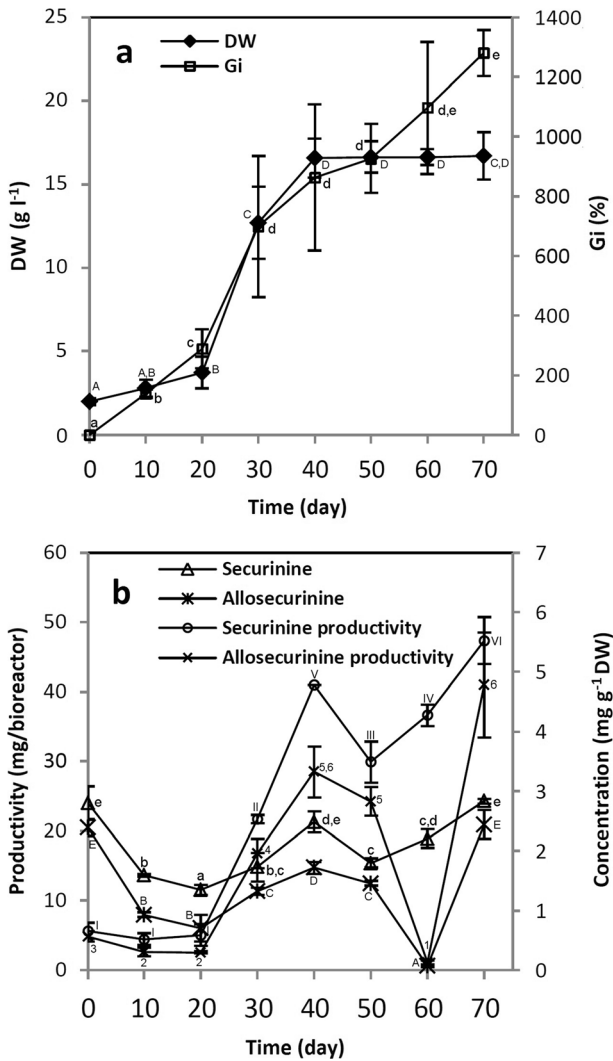 25
20
15
10
5
0
DW (g l-1)
a
DW
Gi
1400
1200
1000
800
600
400
200
0
Gi (%)
A
a
A,B
b
c
B
C
d
D
d
d
D
d,e
D
e
C,D
0 10 20 30 40 50 60 70
Time (day)
60
50
40
30
20
10
0
Productivity (mg/bioreactor)
b
Securinine
Allosecurinine
Securinine productivity
Allosecurinine productivity
7
6
5
4
3
2
1
0
Concentration (mg g-1 DW)
e
E
I
3
b
B
I
2
a
B
I
2
II
4
b,c
C
V
5,6
d,e
D
III
5
c
C
IV
c,d
1
A
VI
6
e
E
0 10 20 30 40 50 60 70
Time (day)